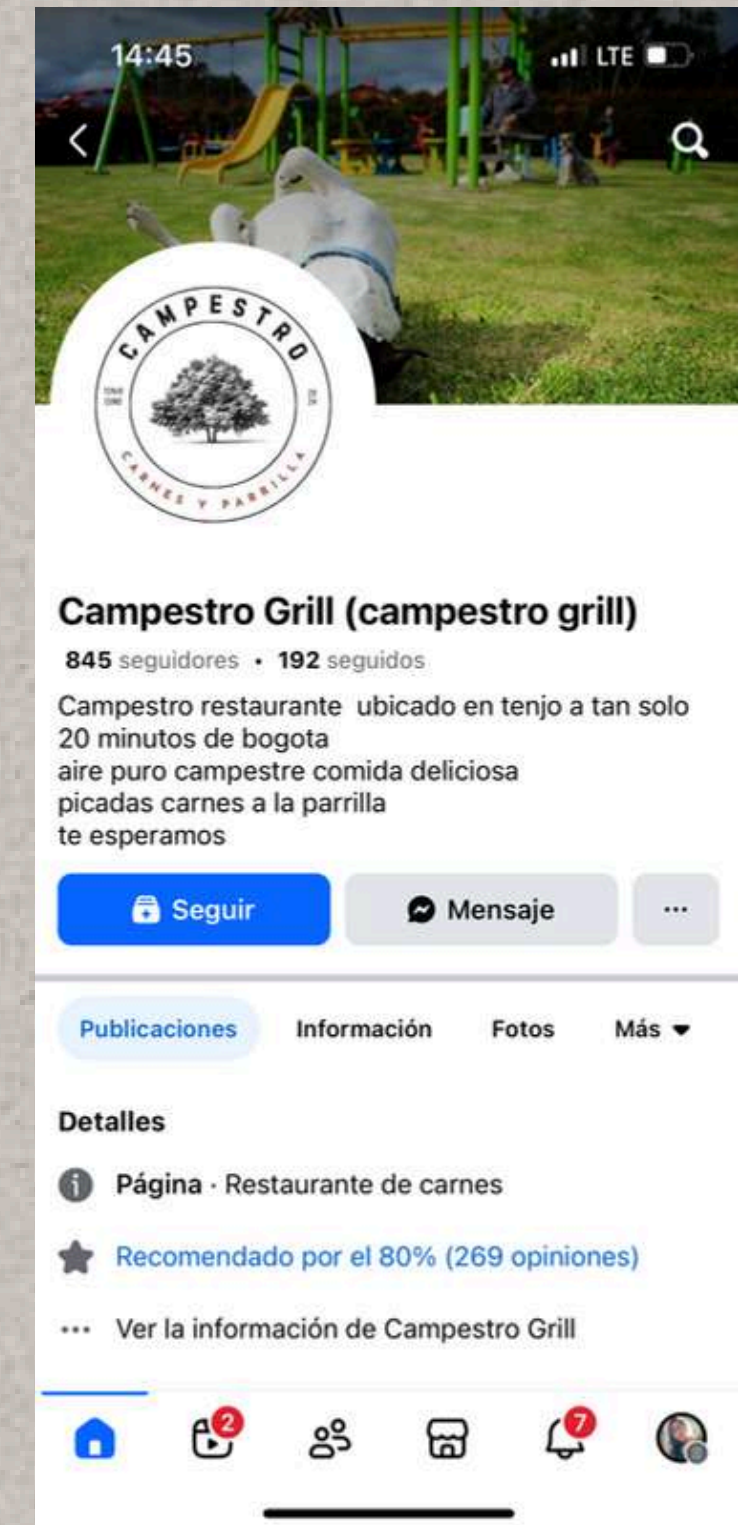 14:45
LTE
CAMPESTRO
CARNES Y PARRILLA
Campestro Grill (campestro grill)
845 seguidores • 192 seguidos
Campestro restaurante ubicado en tenjo a tan solo
20 minutos de bogota
aire puro campestre comida deliciosa
picadas carnes a la parrilla
te esperamos
Seguir
Mensaje
...
Publicaciones
Información
Fotos
Más
Detalles
Página · Restaurante de carnes
Recomendado por el 80% (269 opiniones)
... Ver la información de Campestro Grill
2
7